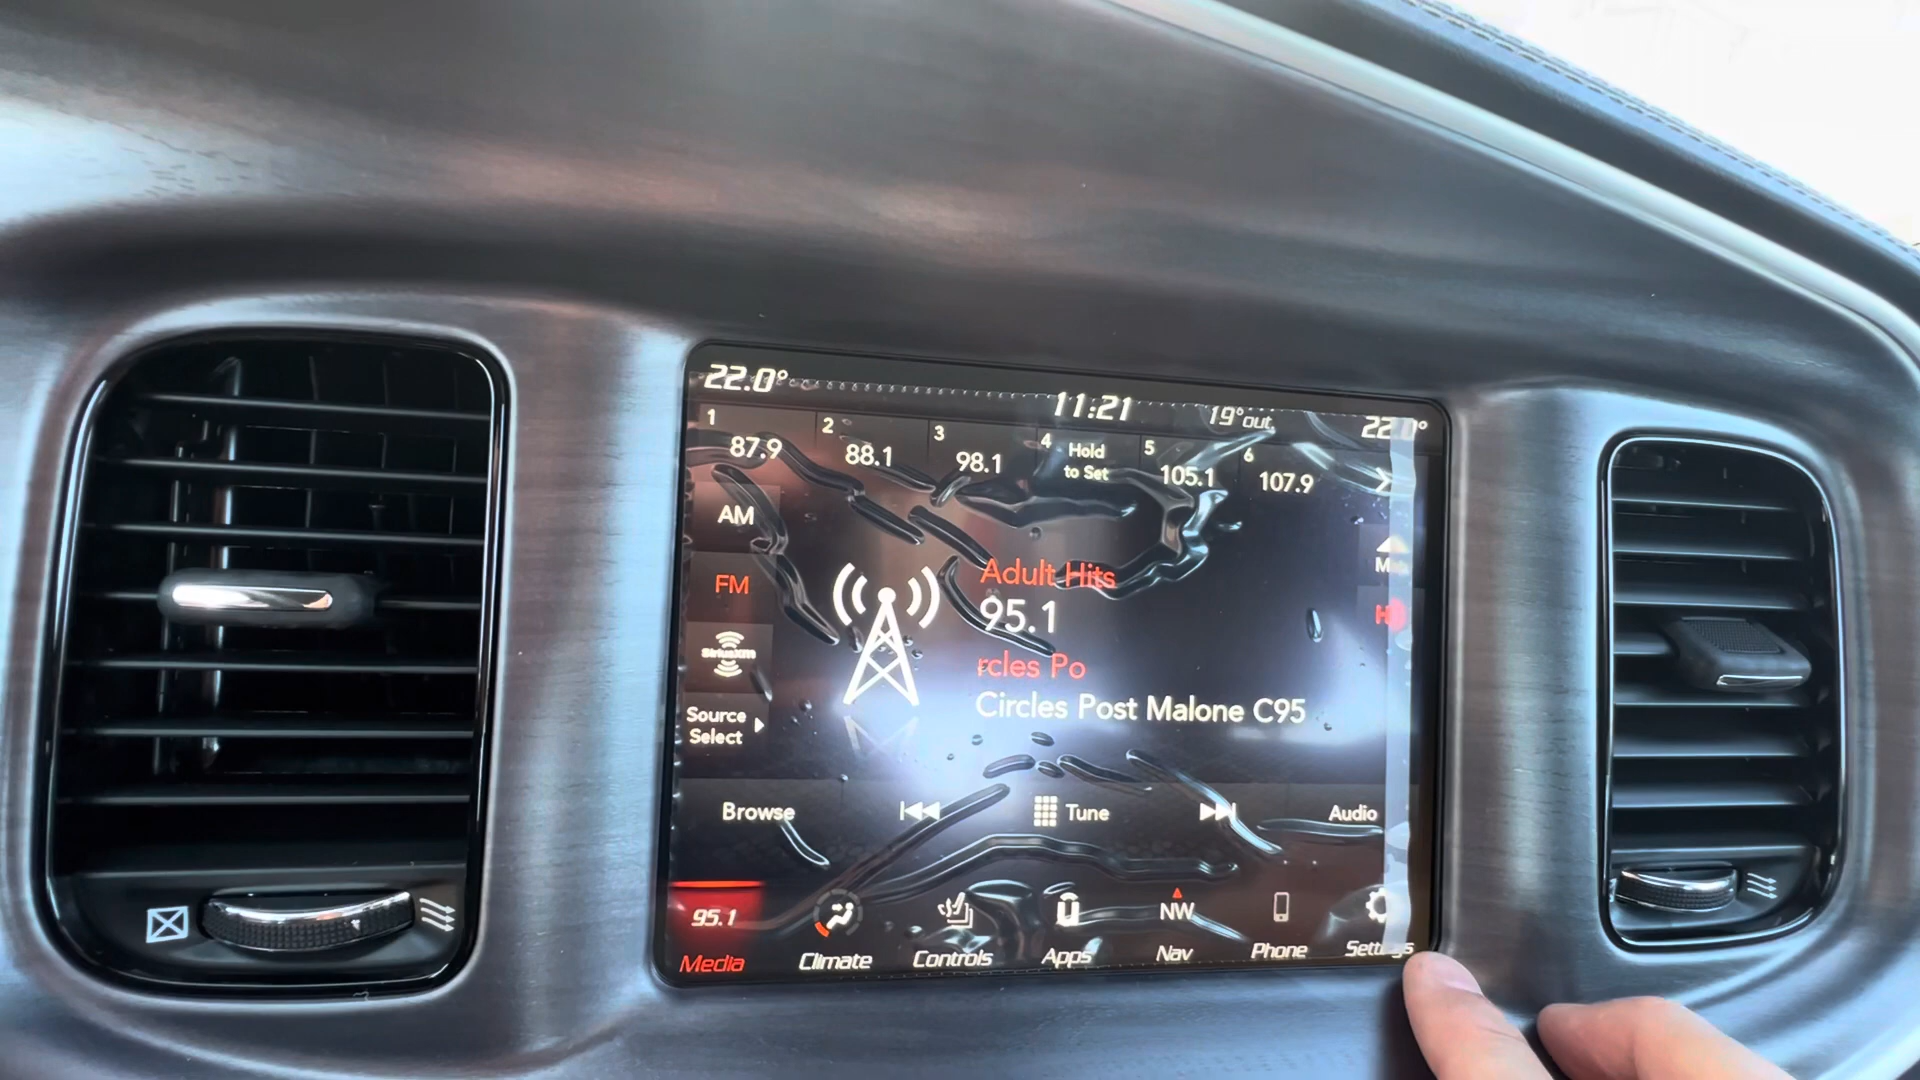 22.0°
11:21
19° out.
22.0°
1
87.9
2
88.1
3
98.1
4
Hold
to Set
5
105.1
6
107.9
AM
FM
SiriusXM
Source
Select
Adult Hits
95.1
rcles Po
Circles Post Malone C95
Browse
Tune
Audio
95.1
NW
Media
Climate
Controls
Apps
Nav
Phone
Settings